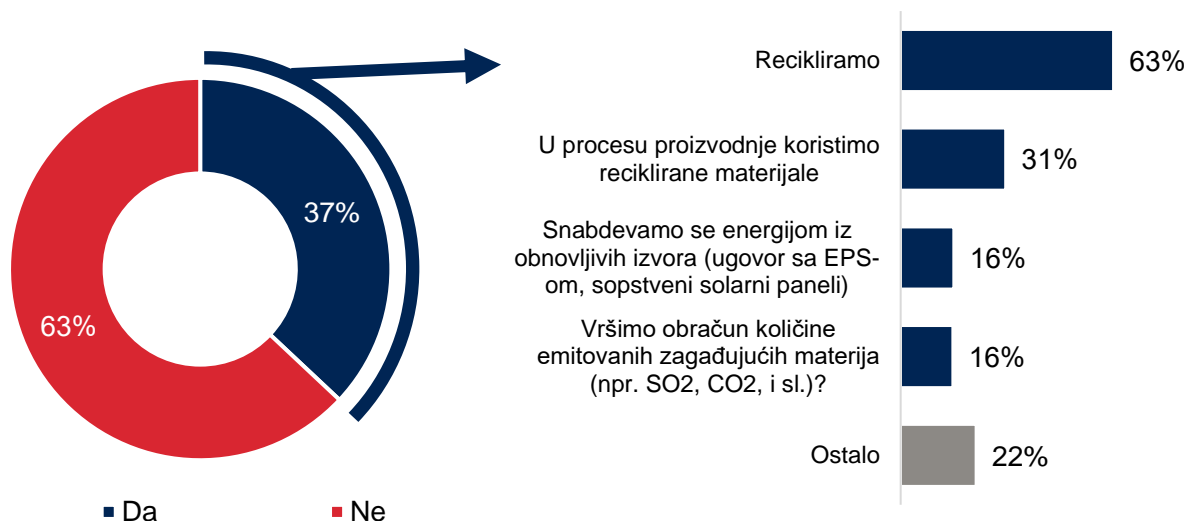 37%
63%
Da
Ne
Recikliramo
63%
U procesu proizvodnje koristimo
reciklirane materijale
31%
Snabdevamo se energijom iz
obnovljivih izvora (ugovor sa EPS-
om, sopstveni solarni paneli)
16%
Vršimo obračun količine
emitovanih zagađujućih materija
(npr. SO2, CO2, i sl.)?
16%
Ostalo
22%